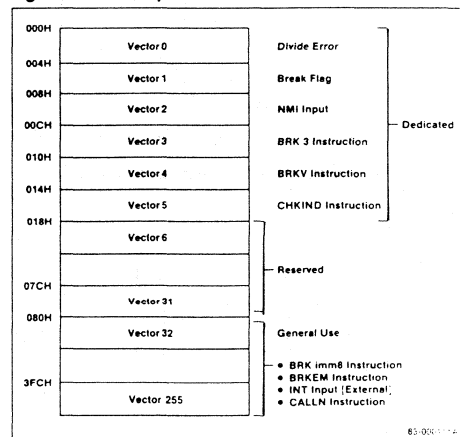 000H
Vector 0 Divide Error
004H
Vector 1 Break Flag
008H
Vector 2 NMI Input
00CH Dedicated
Vector 3 BRK 3 Instruction
010H
Vector 4 BRKV Instruction
014H
Vector 5 CHKIND Instruction
018H
Vector 6
Reserved
07CH
Vector 31
080H
Vector 32 General Use
• BRK imm8 Instruction
• BRKEM Instruction
3FCH • INT Input (External)
Vector 255 • CALLN Instruction